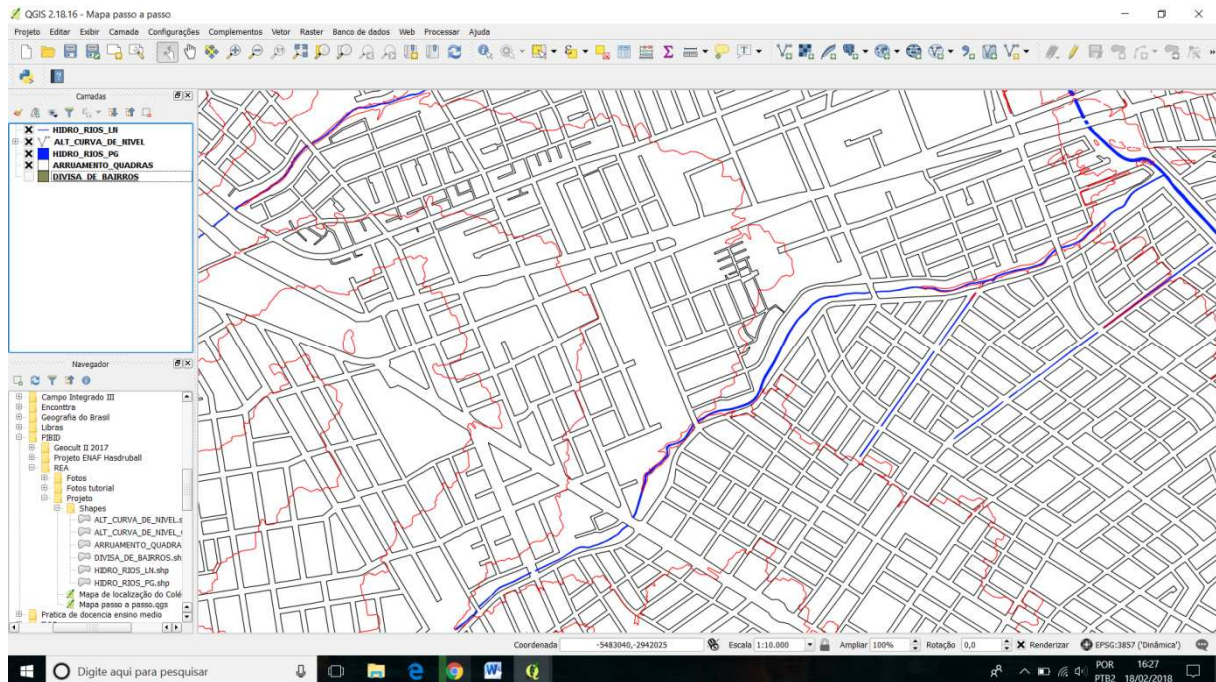 QGIS 2.18.16 - Mapa passo a passo
Projeto Editar Exibir Camada Configurações Complementos Vetor Raster Banco de dados Web Processar Ajuda
Camadas
HIDRO_RIOS_LN
ALT_CURVA_DE_NIVEL
HIDRO_RIOS_PG
ARRUAMENTO_QUADRAS
DIVISA_DE_BAIRROS
Navegador
Campo Integrado III
Enconttra
Geografia do Brasil
Libras
PIBID
Geocult II 2017
Projeto ENAF Hasdruball
REA
Fotos
Fotos tutorial
Projeto
Shapes
ALT_CURVA_DE_NIVEL.s
ALT_CURVA_DE_NIVEL_
ARRUAMENTO_QUADRA
DIVISA_DE_BAIRROS.sh
HIDRO_RIOS_LN.shp
HIDRO_RIOS_PG.shp
Mapa de localização do Colé
Mapa passo a passo.qgs
Pratica de docencia ensino medio
Coordenada -5483040,-2942025 Escala 1:10.000 Ampliar 100% Rotação 0,0 Renderizar EPSG:3857 ('Dinâmica')
Digite aqui para pesquisar
POR 16:27
PTB2 18/02/2018